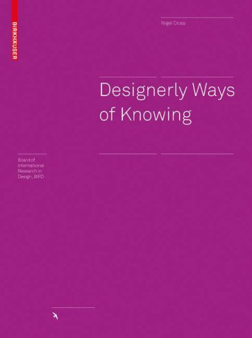 BIRKHÄUSER
Nigel Cross
Designerly Ways
of Knowing
Board of
International
Research in
Design, BIRD